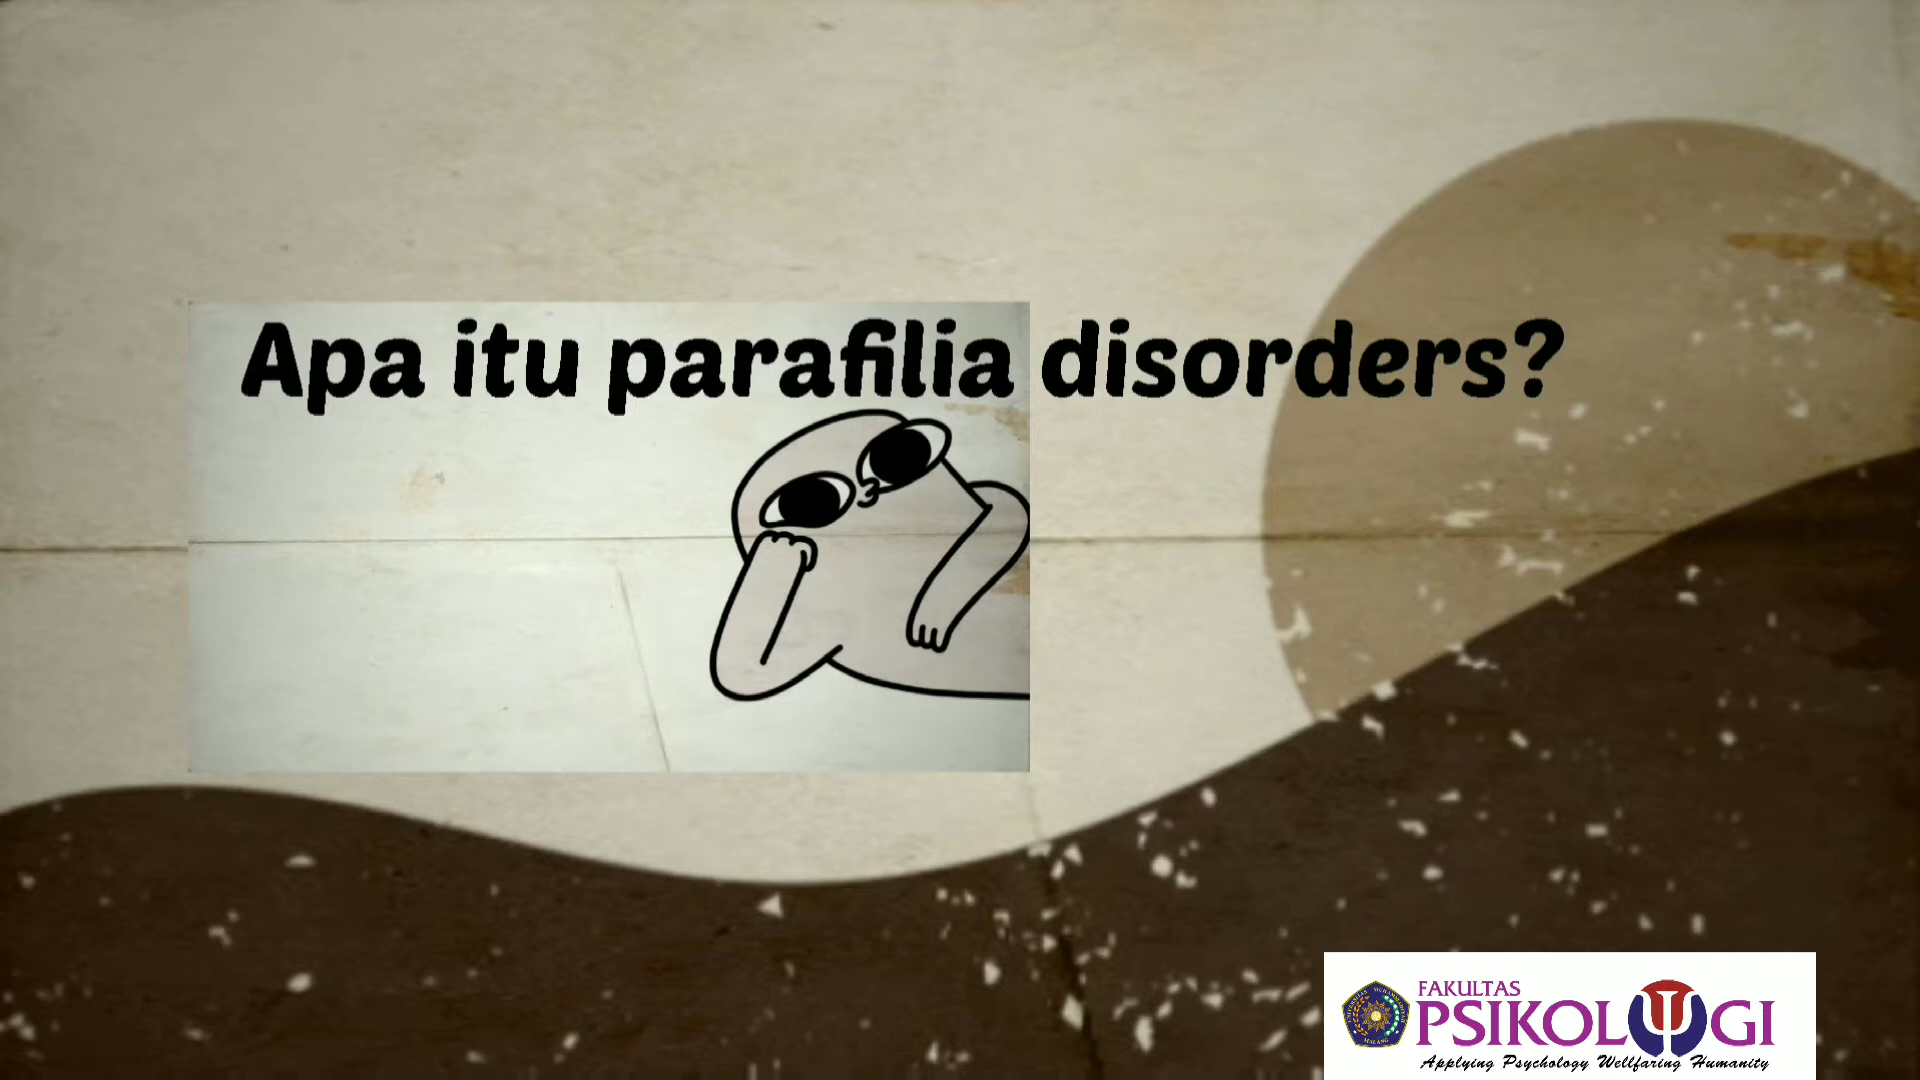 Apa itu parafilia disorders?
FAKULTAS
PSIKOLOGI
Applying Psychology Wellfaring Humanity